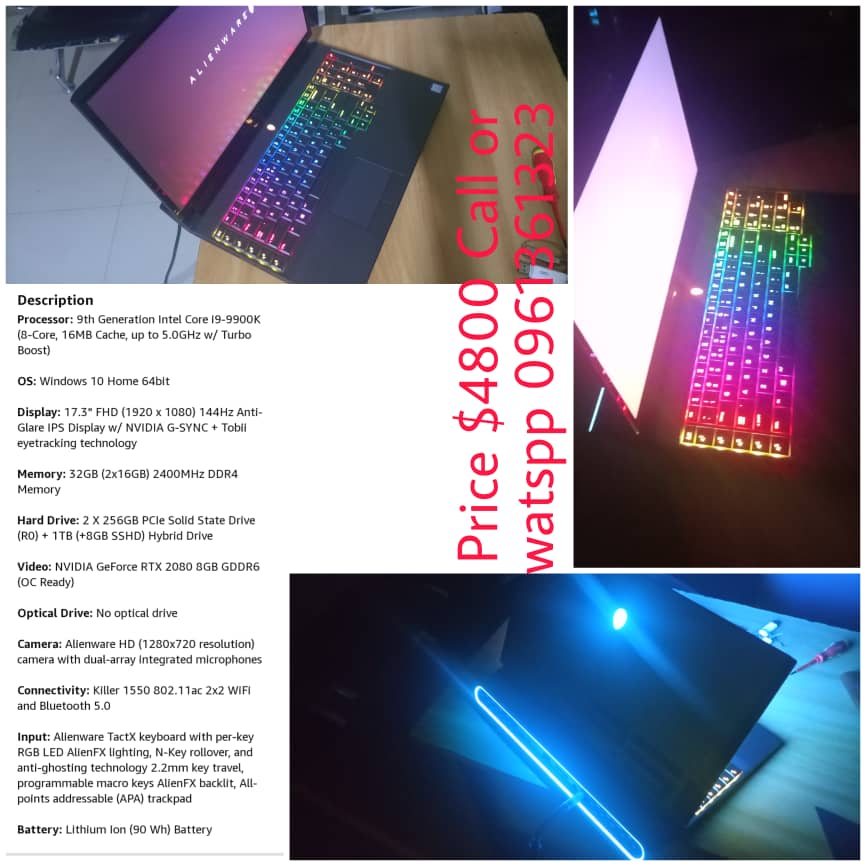 ALIENWARE
Price $4800 Call or
watspp 0961361323
Description
Processor: 9th Generation Intel Core i9-9900K
(8-Core, 16MB Cache, up to 5.0GHz w/ Turbo
Boost)
OS: Windows 10 Home 64bit
Display: 17.3" FHD (1920 x 1080) 144Hz Anti-
Glare IPS Display w/ NVIDIA G-SYNC + Tobii
eyetracking technology
Memory: 32GB (2x16GB) 2400MHz DDR4
Memory
Hard Drive: 2 X 256GB PCIe Solid State Drive
(R0) + 1TB (+8GB SSHD) Hybrid Drive
Video: NVIDIA GeForce RTX 2080 8GB GDDR6
(OC Ready)
Optical Drive: No optical drive
Camera: Alienware HD (1280x720 resolution)
camera with dual-array integrated microphones
Connectivity: Killer 1550 802.11ac 2x2 WiFi
and Bluetooth 5.0
Input: Alienware TactX keyboard with per-key
RGB LED AlienFX lighting, N-Key rollover, and
anti-ghosting technology 2.2mm key travel,
programmable macro keys AlienFX backlit, All-
points addressable (APA) trackpad
Battery: Lithium Ion (90 Wh) Battery